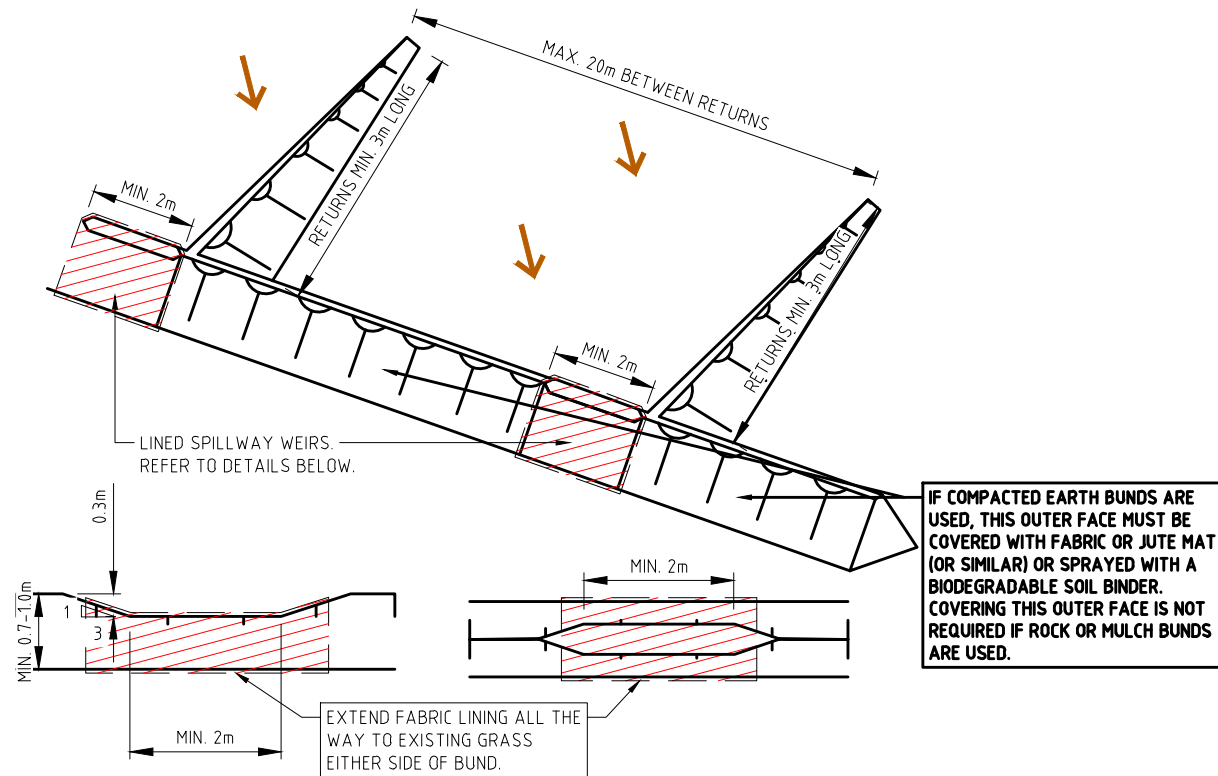 MAX. 20m BETWEEN RETURNS
RETURNS MIN. 3m LONG
MIN. 2m
RETURNS MIN. 3m LONG
MIN. 2m
LINED SPILLWAY WEIRS.
REFER TO DETAILS BELOW.
IF COMPACTED EARTH BUNDS ARE
USED, THIS OUTER FACE MUST BE
COVERED WITH FABRIC OR JUTE MAT
(OR SIMILAR) OR SPRAYED WITH A
BIODEGRADABLE SOIL BINDER.
COVERING THIS OUTER FACE IS NOT
REQUIRED IF ROCK OR MULCH BUNDS
ARE USED.
0.3m
MIN. 0.7-1.0m
1
3
MIN. 2m
MIN. 2m
EXTEND FABRIC LINING ALL THE
WAY TO EXISTING GRASS
EITHER SIDE OF BUND.